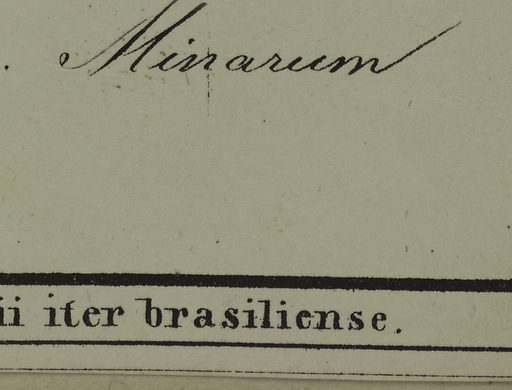 . Minarum
ii iter brasiliense.